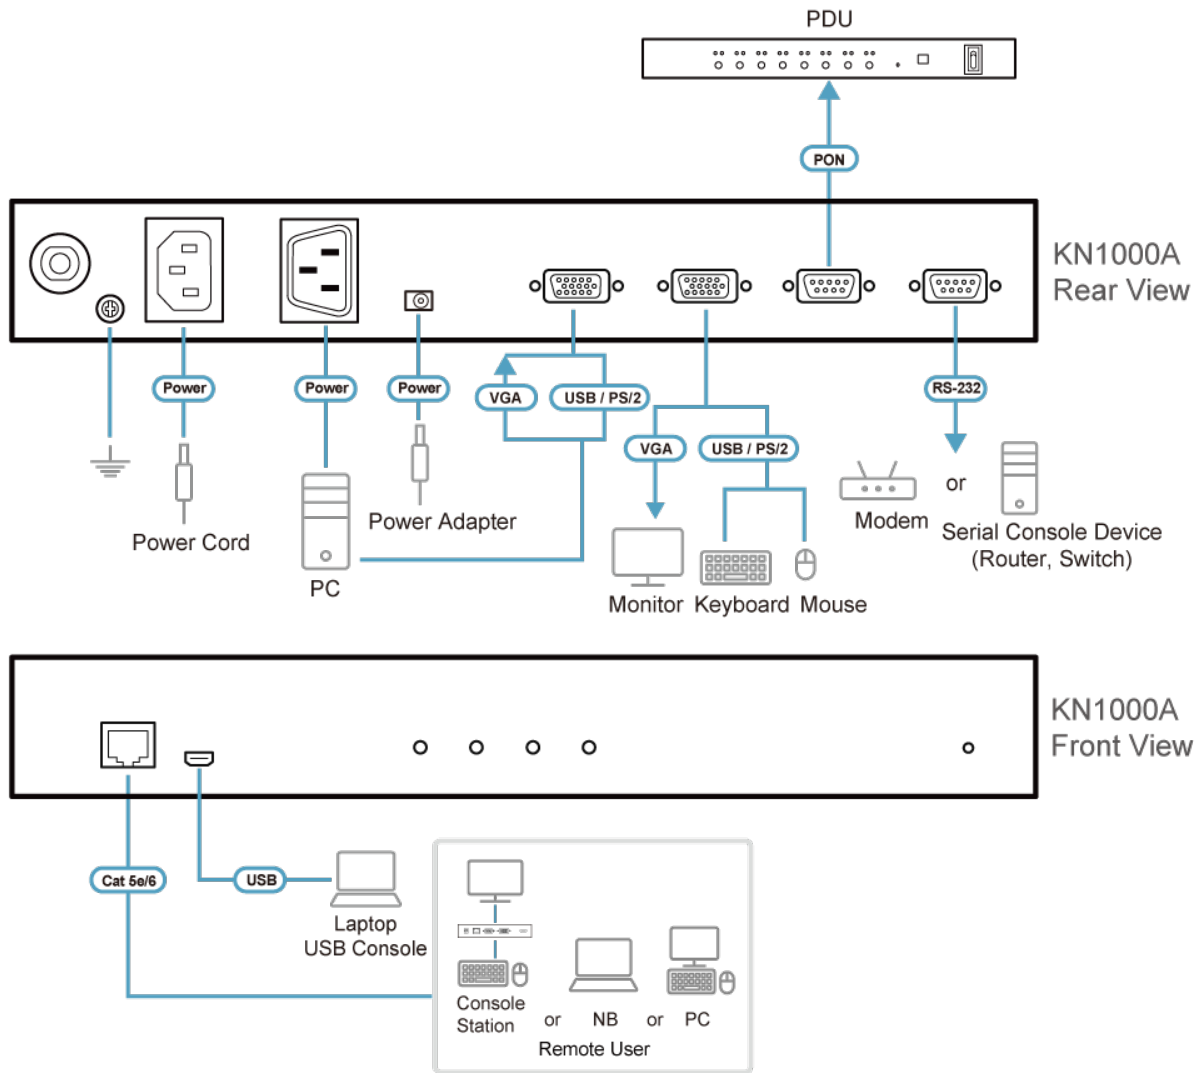 PDU
PON
KN1000A
Rear View
Power
Power
Power
VGA
USB / PS/2
VGA
USB / PS/2
RS-232
Power Cord
PC
Power Adapter
Monitor
Keyboard
Mouse
Modem
or
Serial Console Device
(Router, Switch)
KN1000A
Front View
Cat 5e/6
USB
Laptop
USB Console
Console
Station
or
NB
or
PC
Remote User